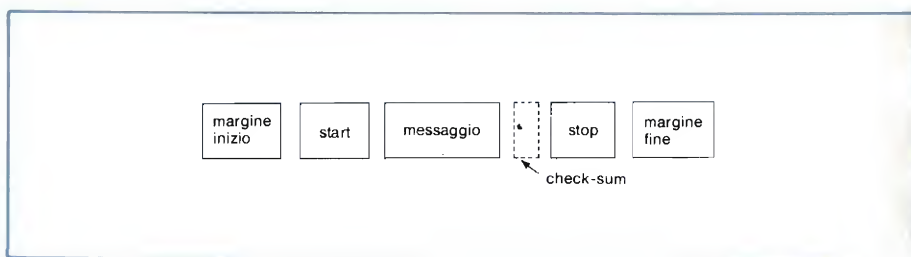 margine
inizio
start
messaggio
stop
margine
fine
check-sum